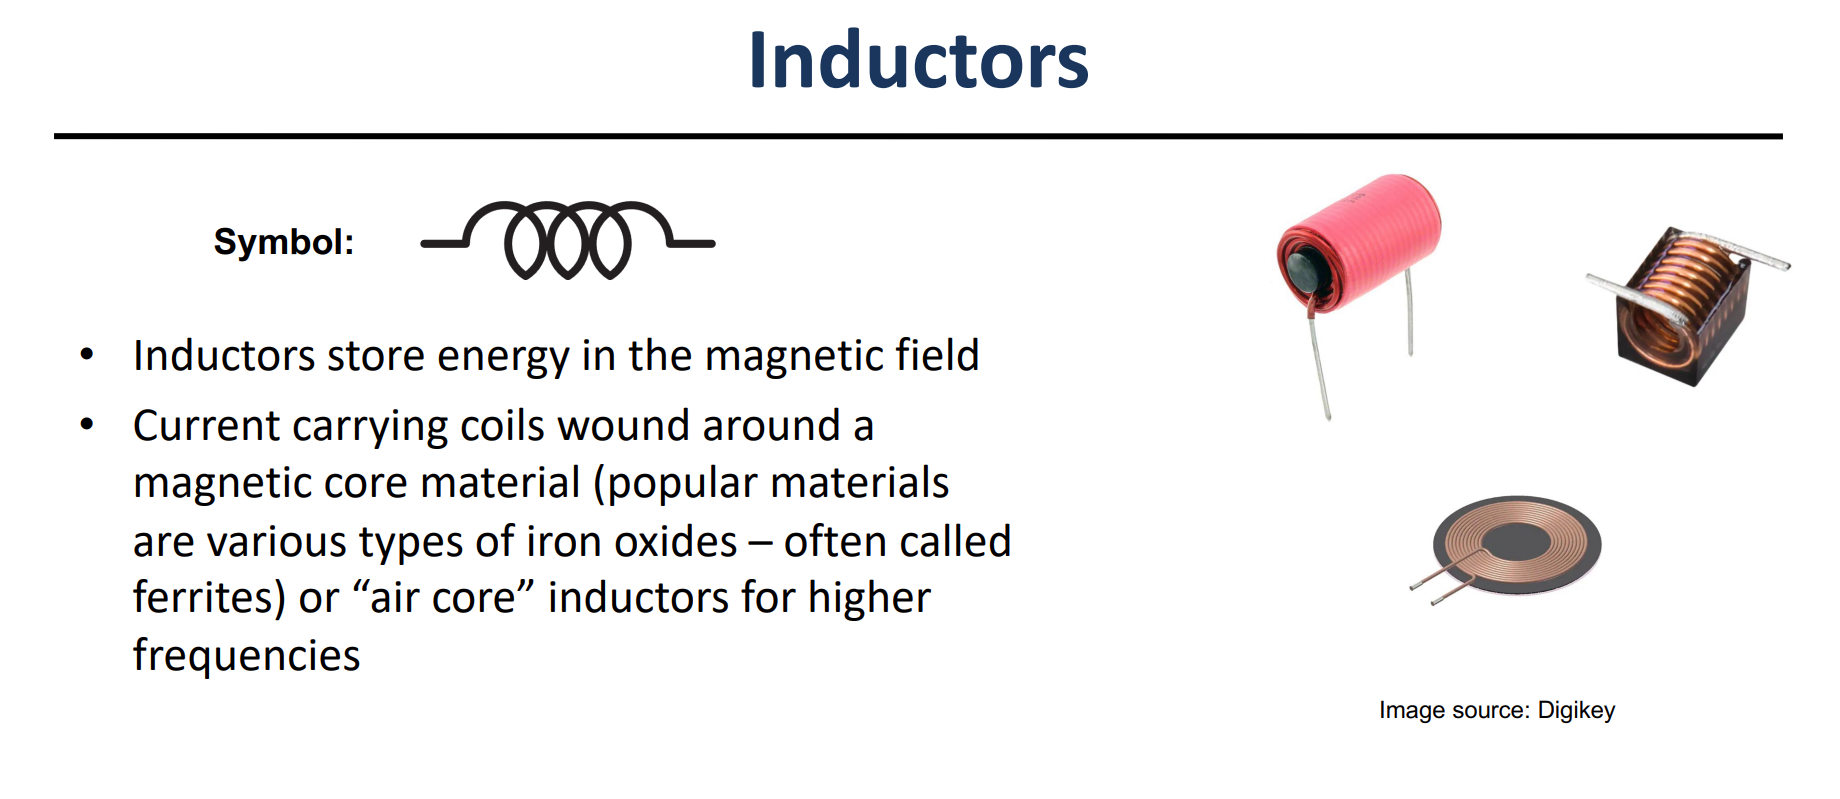 Inductors
Symbol:
• Inductors store energy in the magnetic field
• Current carrying coils wound around a
magnetic core material (popular materials
are various types of iron oxides – often called
ferrites) or “air core” inductors for higher
frequencies
Image source: Digikey